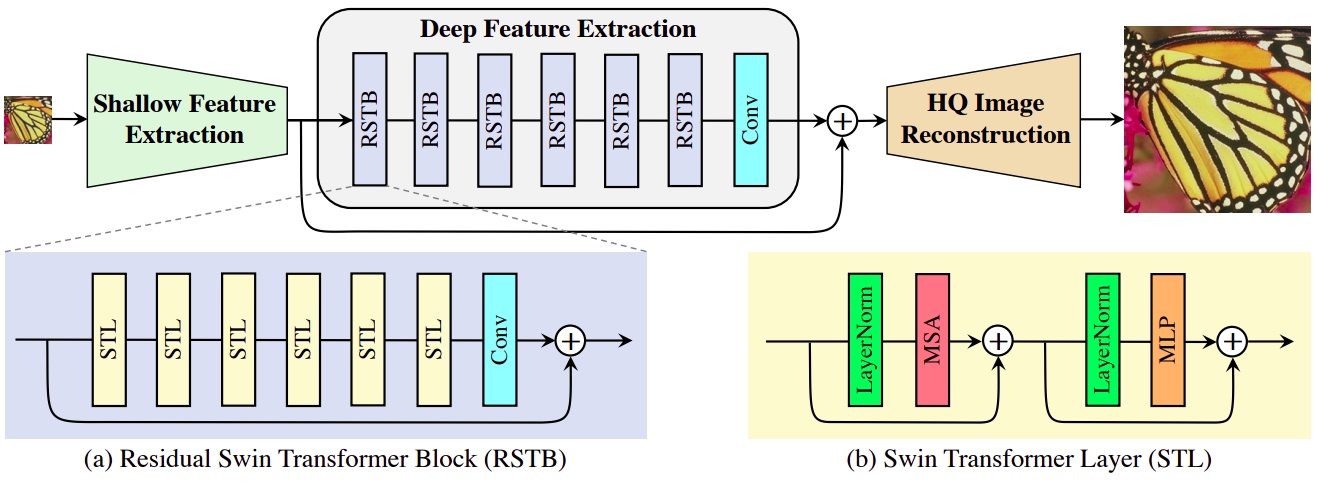 Deep Feature Extraction
Shallow Feature
Extraction
RSTB
RSTB
RSTB
RSTB
RSTB
RSTB
Conv
+
HQ Image
Reconstruction
STL
STL
STL
STL
STL
STL
Conv
+
LayerNorm
MSA
+
LayerNorm
MLP
+
(a) Residual Swin Transformer Block (RSTB)
(b) Swin Transformer Layer (STL)